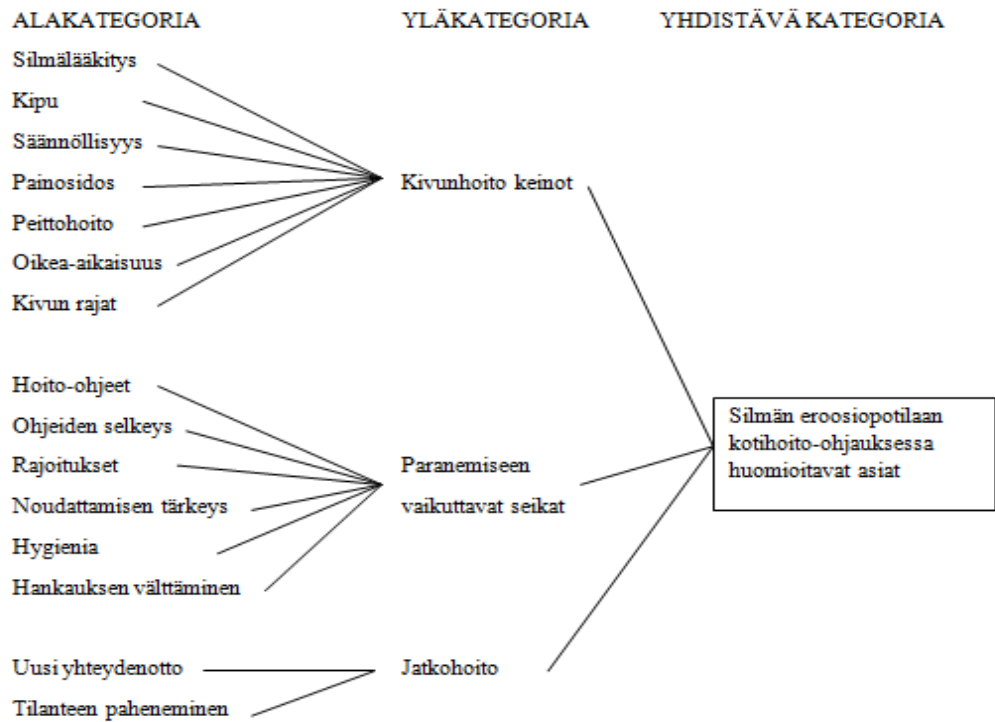 ALAKATEGORIA YLÄKATEGORIA YHDISTÄVÄ KATEGORIA
Silmälääkitys
Kipu
Säännöllisyys
Painosidos
Kivunhoito keinot
Peittohoito
Oikea-aikaisuus
Kivun rajat
Hoito-ohjeet
Ohjeiden selkeys
Rajoitukset
Noudattamisen tärkeys
Hygienia
Hankauksen välttäminen
Paranemiseen
vaikuttavat seikat
Silmän eroosiopotilaan
kotihoito-ohjauksessa
huomioitavat asiat
Uusi yhteydenotto
Tilanteen paheneminen
Jatkohoito